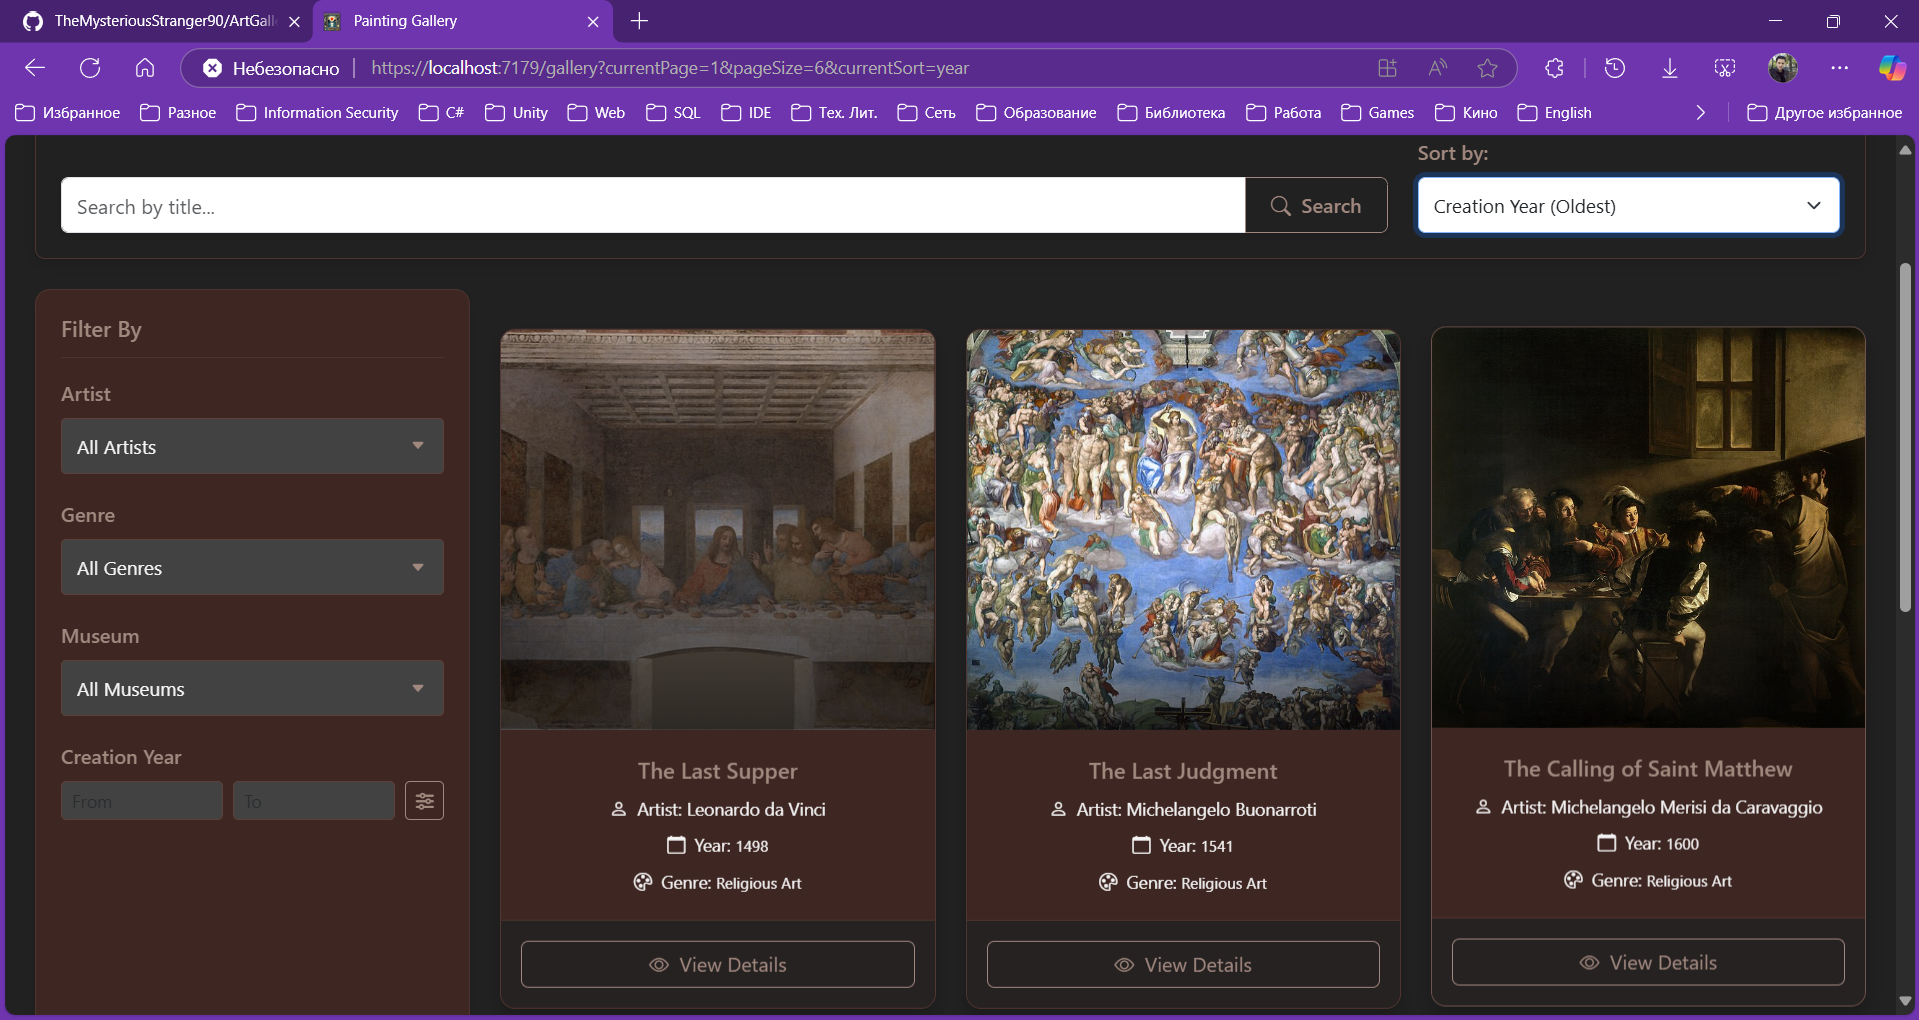 TheMysteriousStranger90/ArtGall
Painting Gallery
Небезопасно
https://localhost:7179/gallery?currentPage=1&pageSize=6&currentSort=year
Избранное
Разное
Information Security
C#
Unity
Web
SQL
IDE
Тех. Лит.
Сеть
Образование
Библиотека
Работа
Games
Кино
English
Другое избранное
Sort by:
Search by title...
Search
Creation Year (Oldest)
Filter By
Artist
All Artists
Genre
All Genres
Museum
All Museums
Creation Year
From
To
The Last Supper
Artist: Leonardo da Vinci
Year: 1498
Genre: Religious Art
View Details
The Last Judgment
Artist: Michelangelo Buonarroti
Year: 1541
Genre: Religious Art
View Details
The Calling of Saint Matthew
Artist: Michelangelo Merisi da Caravaggio
Year: 1600
Genre: Religious Art
View Details